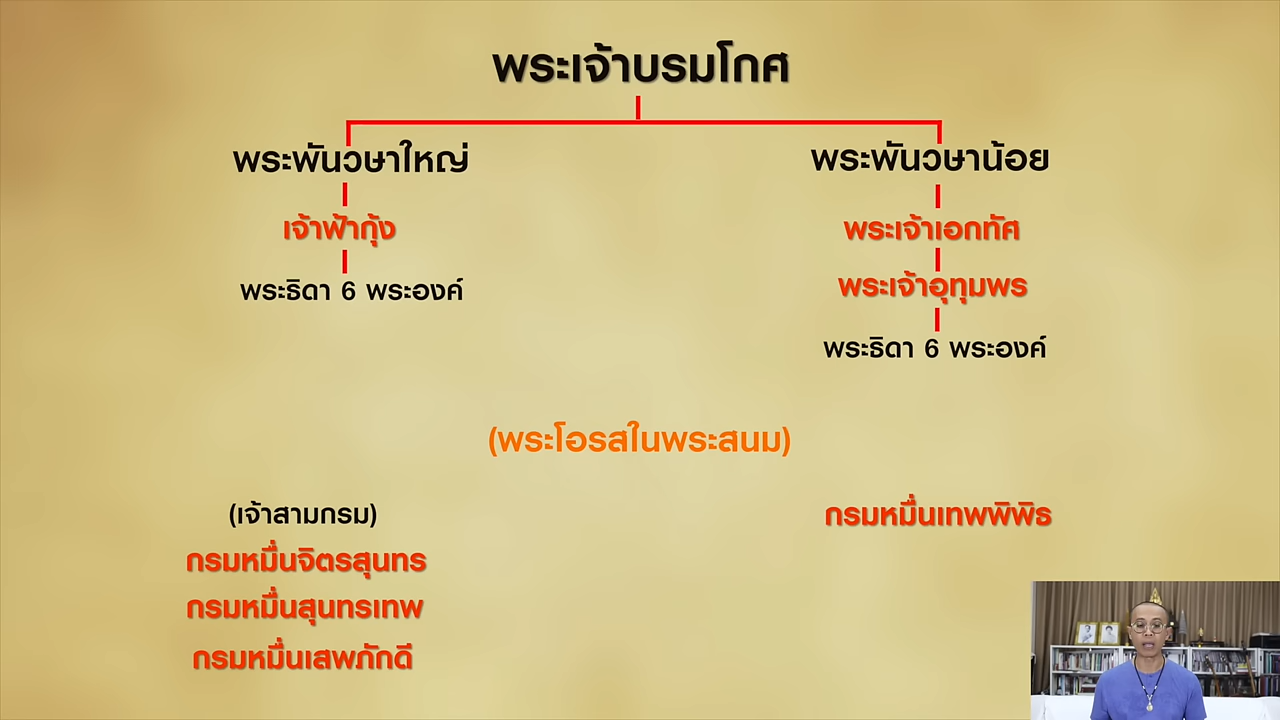 พระเจ้าบรมโกศ
พระพันวษาใหญ่
พระพันวษาน้อย
เจ้าฟ้ากุ้ง
พระเจ้าเอกทัศ
พระธิดา 6 พระองค์
พระเจ้าอุทุมพร
พระธิดา 6 พระองค์
(พระโอรสในพระสนม)
(เจ้าสามกรม)
กรมหมื่นเทพพิพิธ
กรมหมื่นจิตรสุนทร
กรมหมื่นสุนทรเทพ
กรมหมื่นเสพภักดี